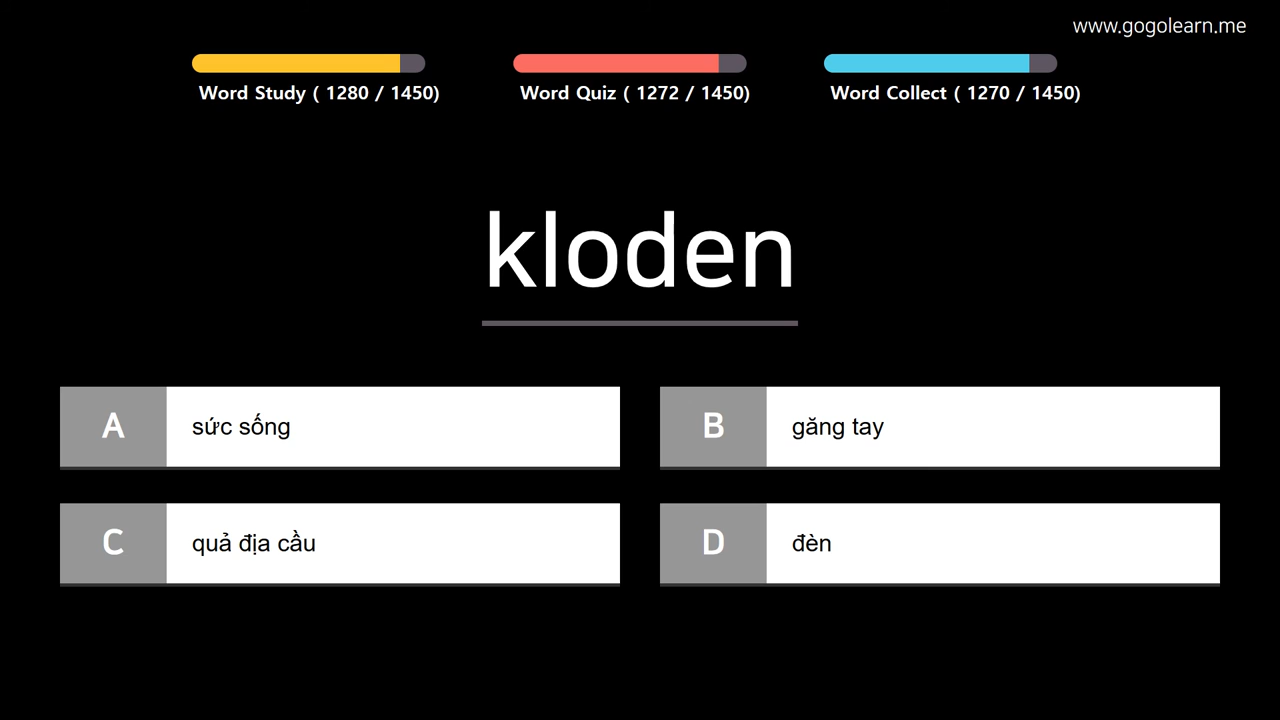 www.gogolearn.me
Word Study ( 1280 / 1450)
Word Quiz ( 1272 / 1450)
Word Collect ( 1270 / 1450)
kloden
A
sức sống
B
găng tay
C
quả địa cầu
D
đèn